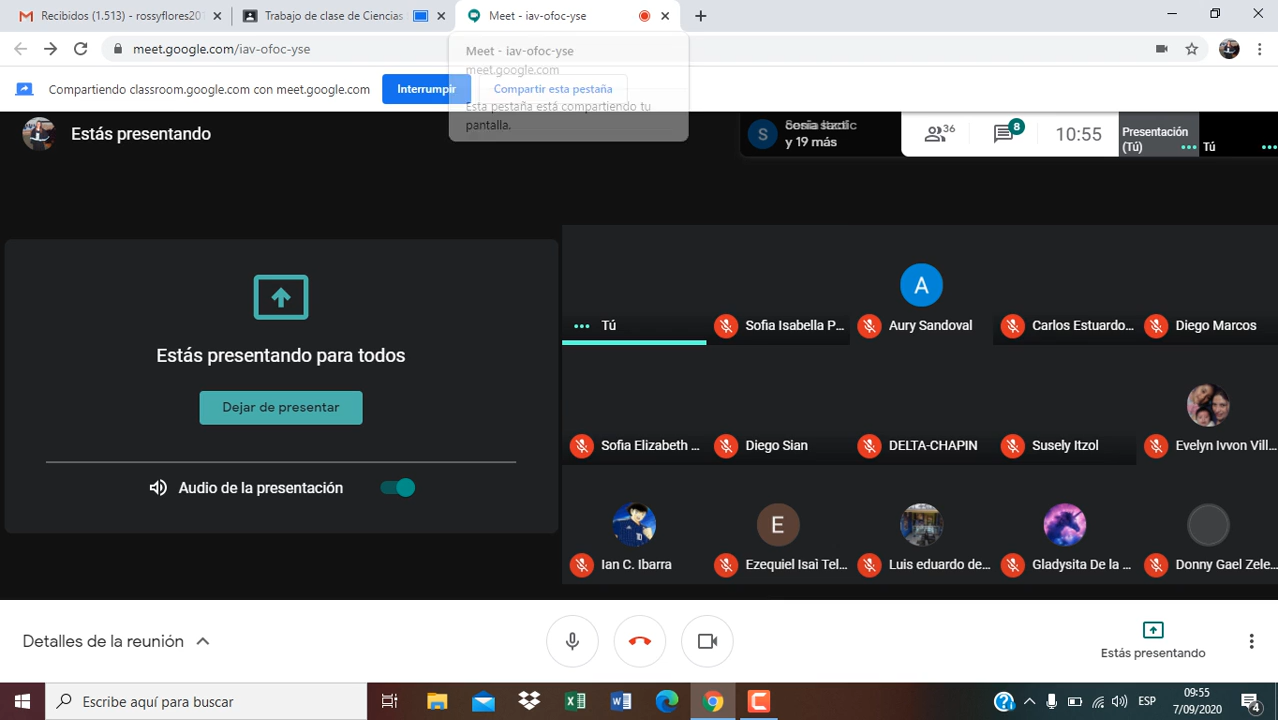 Recibidos (1.513) - rossyflores201
Trabajo de clase de Ciencias
Meet - iav-ofoc-yse
meet.google.com/iav-ofoc-yse
Meet - iav-ofoc-yse
meet.google.com
Esta pestaña está compartiendo tu
pantalla.
Compartiendo classroom.google.com con meet.google.com
Interrumpir
Compartir esta pestaña
Estás presentando
S
y 19 más
36
8
10:55
Presentación
(Tú)
Tú
Estás presentando para todos
Dejar de presentar
Audio de la presentación
Tú
Sofia Isabella P...
A
Aury Sandoval
Carlos Estuardo...
Diego Marcos
Sofia Elizabeth ...
Diego Sian
DELTA-CHAPIN
Susely Itzol
Evelyn Ivvon Vill...
Ian C. Ibarra
E
Ezequiel Isaì Tel...
Luis eduardo de...
Gladysita De la ...
Donny Gael Zele...
Detalles de la reunión
Estás presentando
Escribe aquí para buscar
ESP
09:55
7/09/2020
4